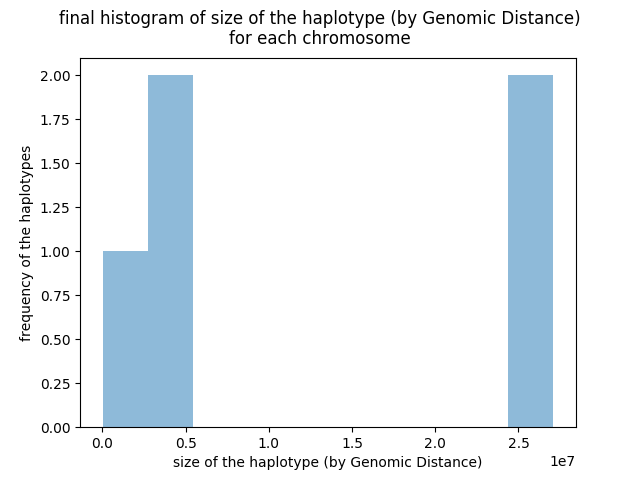 final histogram of size of the haplotype (by Genomic Distance)
for each chromosome
2.00
1.75
1.50
1.25
1.00
0.75
0.50
0.25
0.00
frequency of the haplotypes
0.0 0.5 1.0 1.5 2.0 2.5
1e7
size of the haplotype (by Genomic Distance)